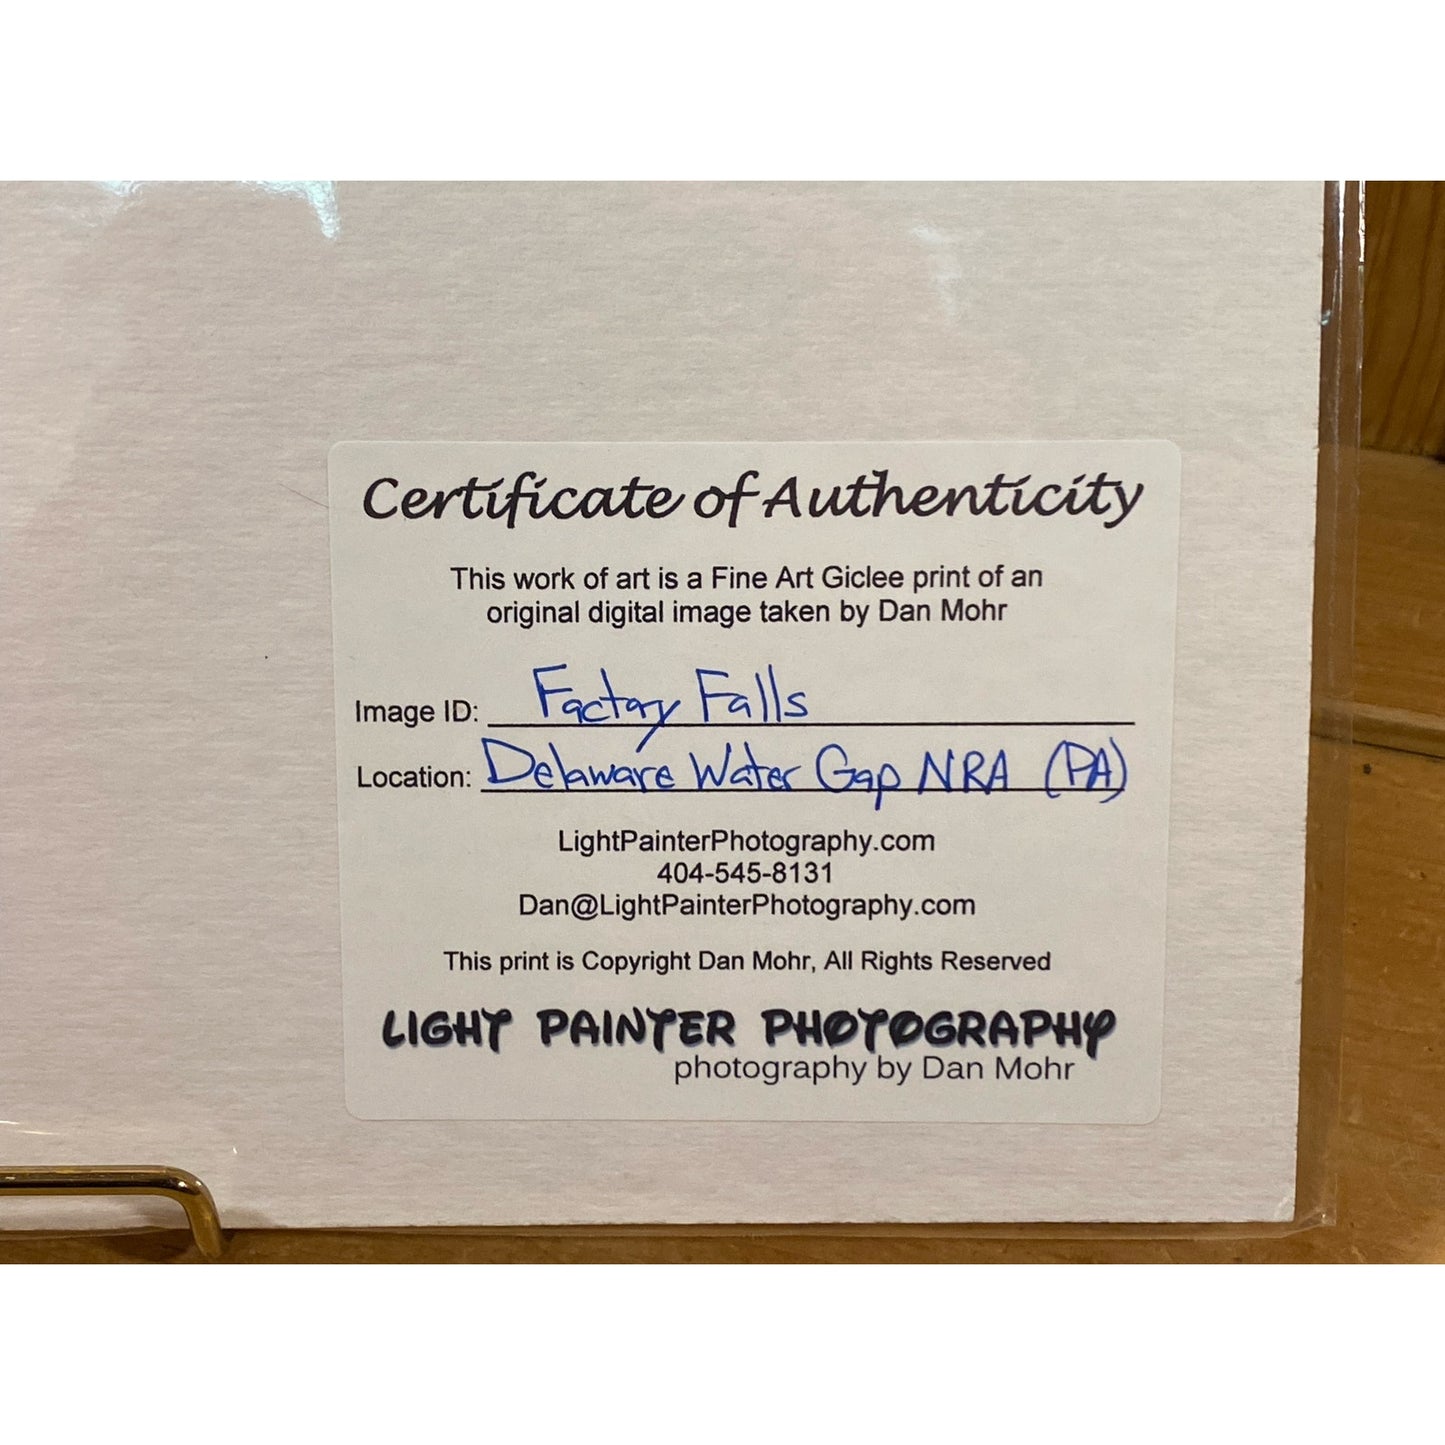 Certificate of Authenticity
This work of art is a Fine Art Giclee print of an
original digital image taken by Dan Mohr
Image ID: Factory Falls
Location: Delaware Water Gap NRA (PA)
LightPainterPhotography.com
404-545-8131
Dan@LightPainterPhotography.com
This print is Copyright Dan Mohr, All Rights Reserved
LIGHT PAINTER PHOTOGRAPHY
photography by Dan Mohr